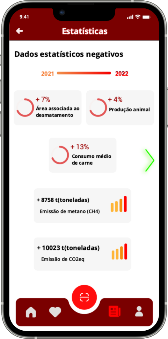 9:41
Estatísticas
Dados estatísticos negativos
2021
2022
+ 7%
Área associada ao
desmatamento
+ 4%
Produção animal
+ 13%
Consumo médio
de carne
+ 8758 t(toneladas)
Emissão de metano (CH4)
+ 10023 t(toneladas)
Emissão de CO2eq